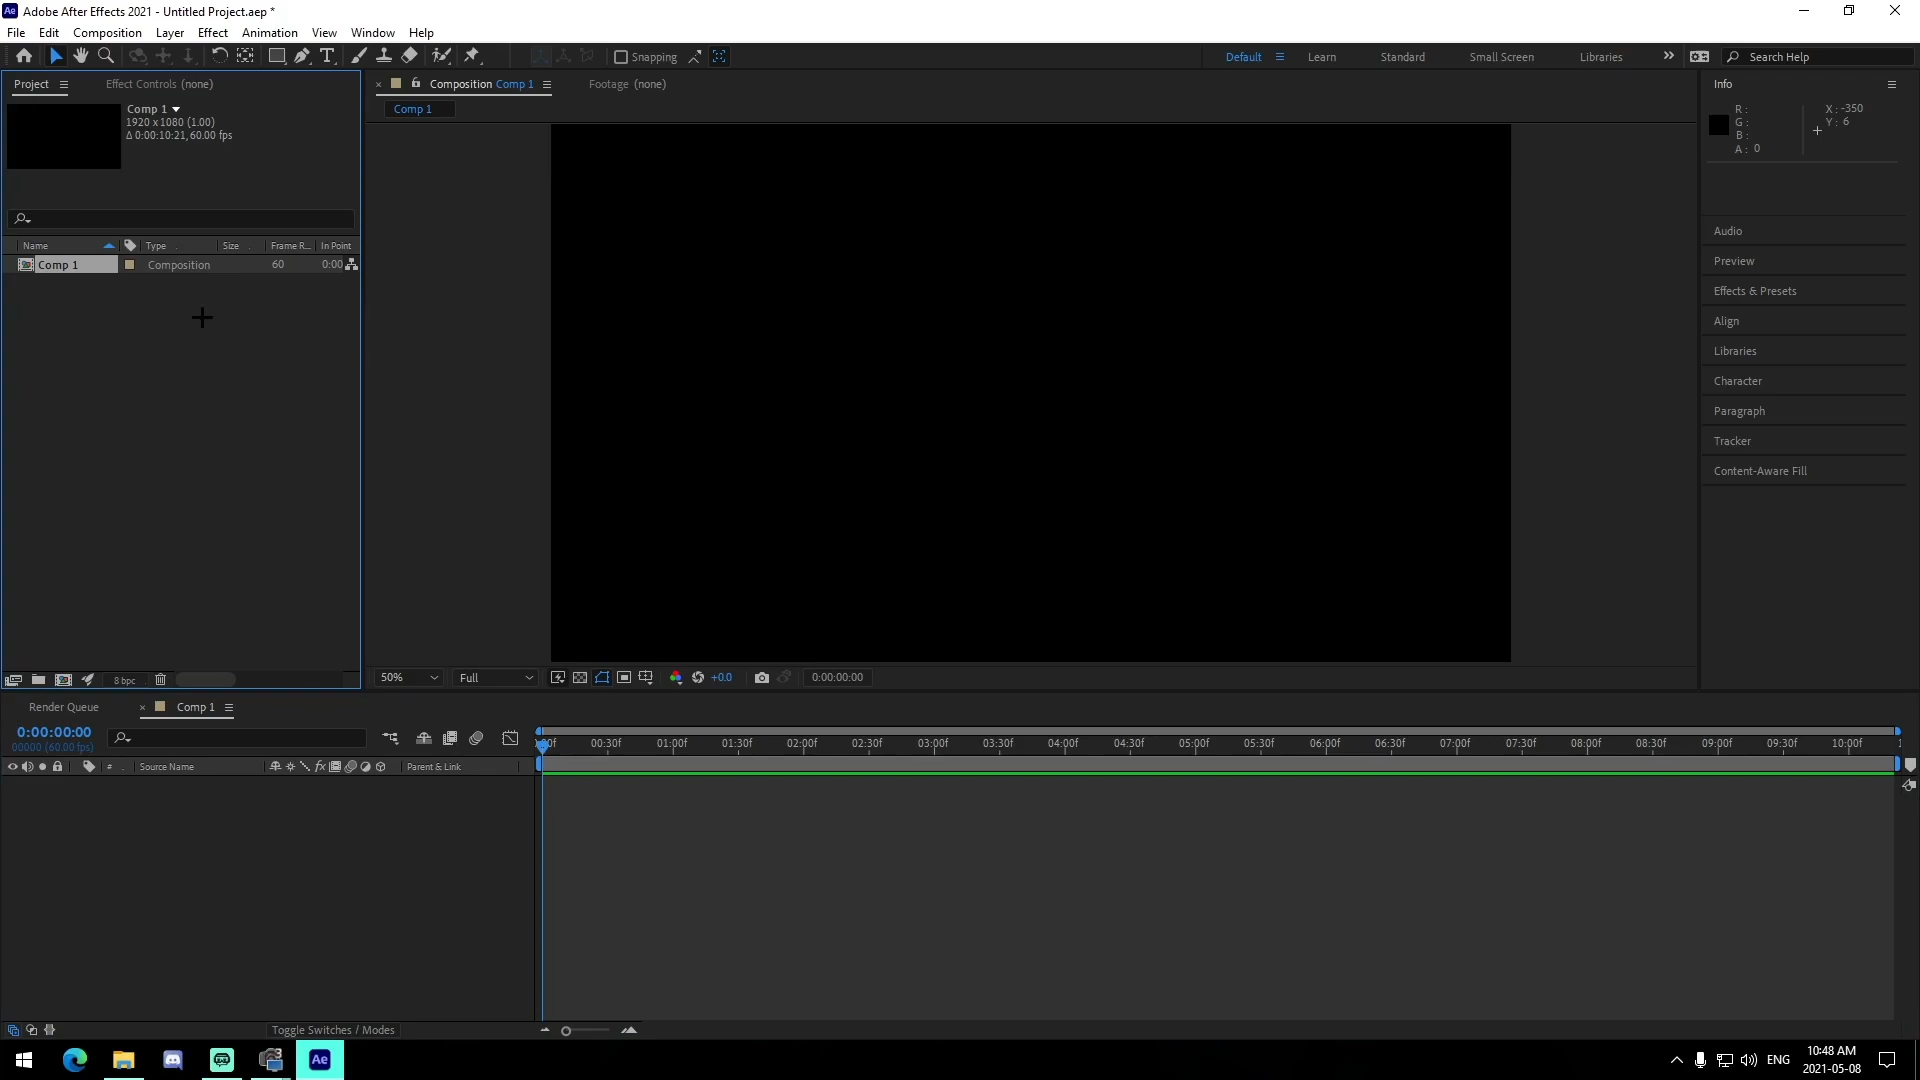 Ae Adobe After Effects 2021 - Untitled Project.aep *
File Edit Composition Layer Effect Animation View Window Help
Snapping Default Learn Standard Small Screen Libraries Search Help
Project Effect Controls (none)
Comp 1
1920 x 1080 (1.00)
Δ 0:00:10:21, 60.00 fps
Name Type Size Frame R... In Point
Comp 1 Composition 60 0:00
8 bpc
Composition Comp 1 Footage (none)
Comp 1
50% Full +0.0 0:00:00:00
Info
R :
G :
B :
A : 0
X : -350
Y : 6
Audio
Preview
Effects & Presets
Align
Libraries
Character
Paragraph
Tracker
Content-Aware Fill
Render Queue Comp 1
0:00:00:00
00000 (60.00 fps)
00:30f 01:00f 01:30f 02:00f 02:30f 03:00f 03:30f 04:00f 04:30f 05:00f 05:30f 06:00f 06:30f 07:00f 07:30f 08:00f 08:30f 09:00f 09:30f 10:00f
# Source Name fx Parent & Link
Toggle Switches / Modes
Ae ENG 10:48 AM
2021-05-08